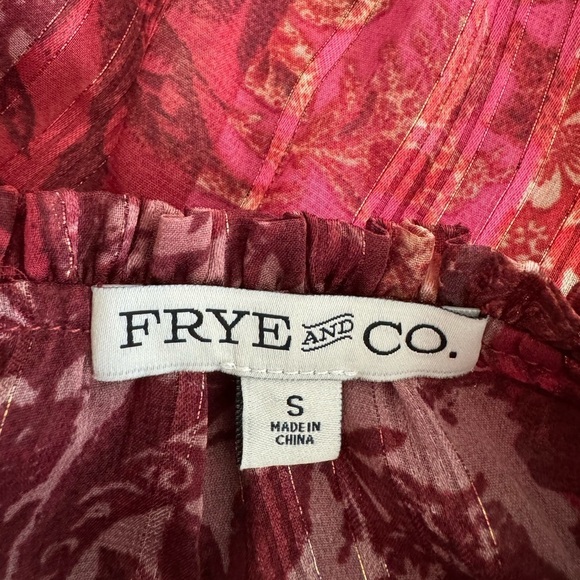 FRYE AND CO.
S
MADE IN
CHINA